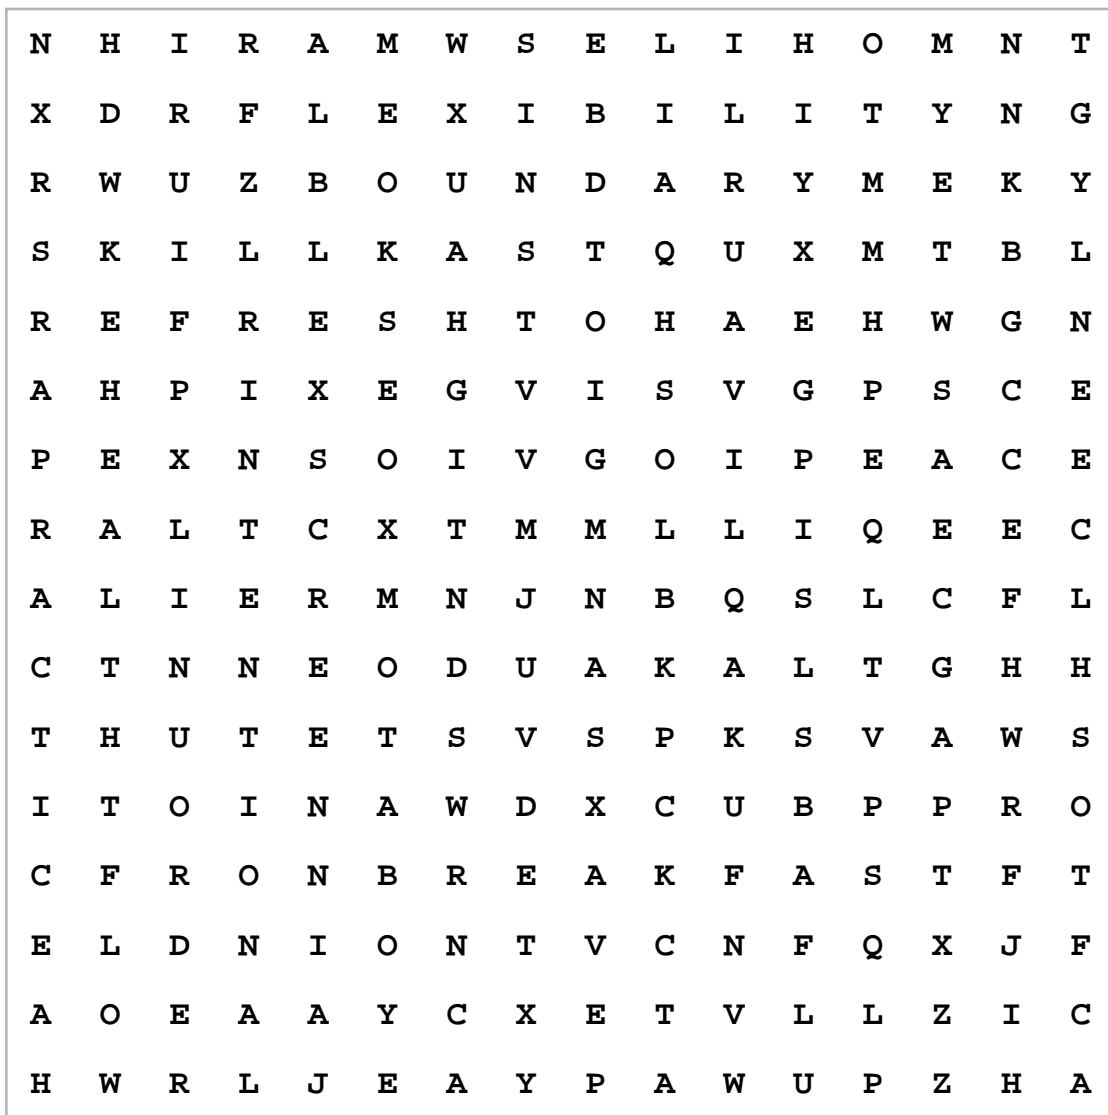 N H I R A M W S E L I H O M N T
X D R F L E X I B I L I T Y N G
R W U Z B O U N D A R Y M E K Y
S K I L L K A S T Q U X M T B L
R E F R E S H T O H A E H W G N
A H P I X E G V I S V G P S C E
P E X N S O I V G O I P E A C E
R A L T C X T M M L L I Q E E C
A L I E R M N J N B Q S L C F L
C T N N E O D U A K A L T G H H
T H U T E T S V S P K S V A W S
I T O I N A W D X C U B P P R O
C F R O N B R E A K F A S T F T
E L D N I O N T V C N F Q X J F
A O E A A Y C X E T V L L Z I C
H W R L J E A Y P A W U P Z H A